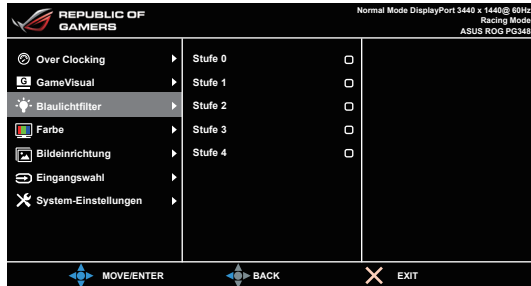 REPUBLIC OF
GAMERS
Normal Mode DisplayPort 3440 x 1440@ 60Hz
Racing Mode
ASUS ROG PG348
Over Clocking
G GameVisual
Blaulichtfilter
Farbe
Bildeinrichtung
Eingangswahl
System-Einstellungen
Stufe 0
Stufe 1
Stufe 2
Stufe 3
Stufe 4
MOVE/ENTER
BACK
EXIT